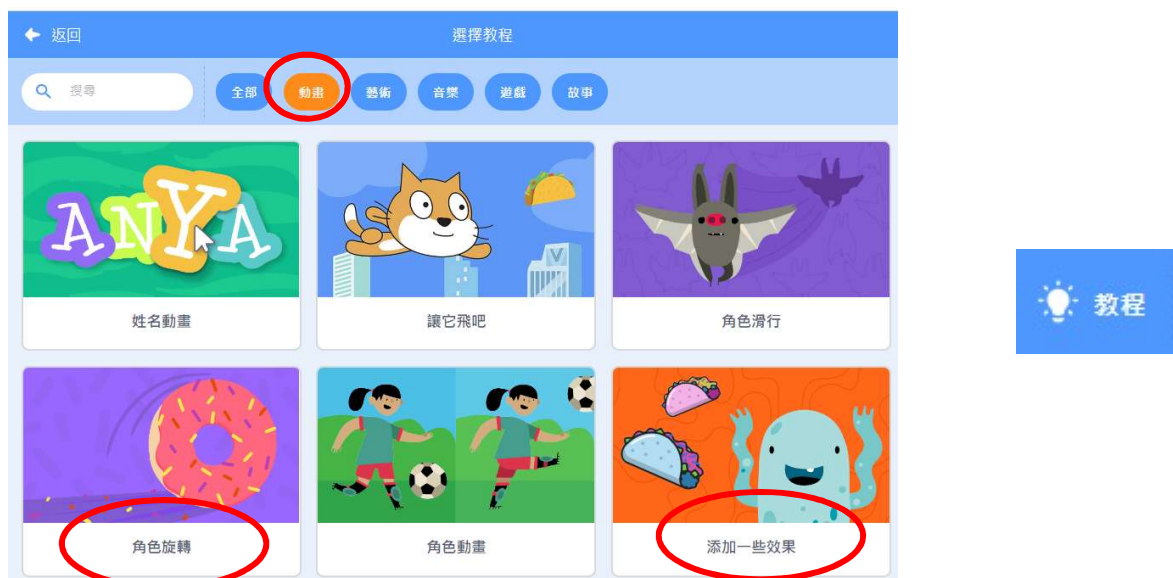 返回
選擇教程
搜尋
全部 動畫 藝術 音樂 遊戲 故事
ANYA
姓名動畫 讓它飛吧 角色滑行
教程
角色旋轉 角色動畫 添加一些效果